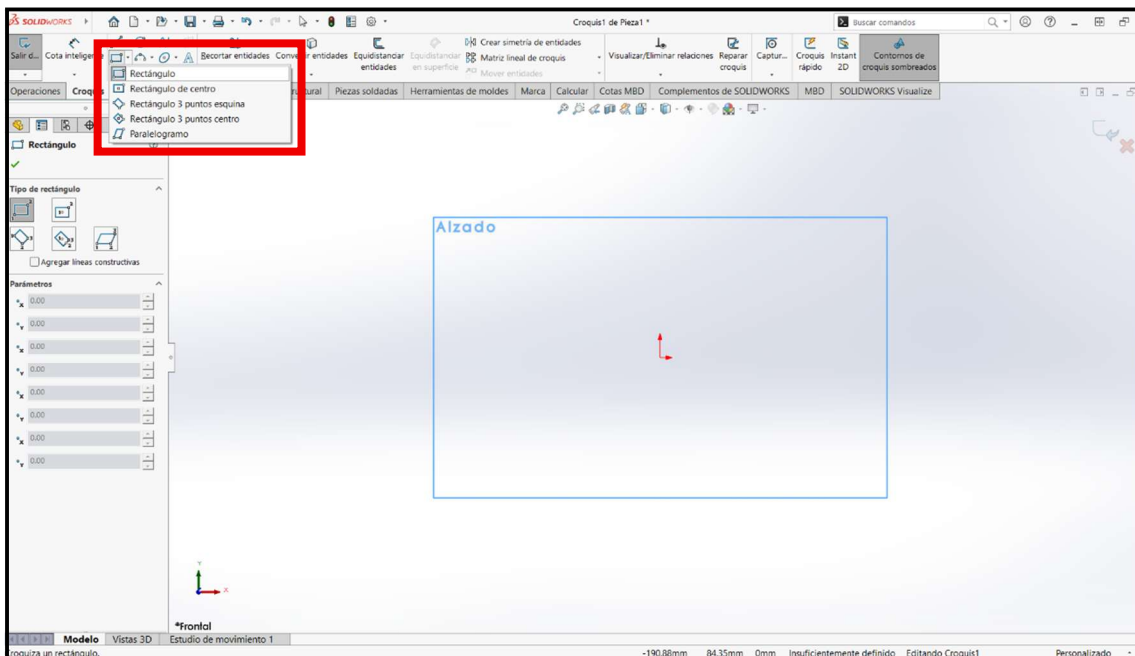 SOLIDWORKS
Croquis1 de Pieza1 *
Buscar comandos
Salir d...
Cota inteligente
Recortar entidades
Equidistanciar
entidades
Equidistanciar
en superficie
Crear simetría de entidades
Matriz lineal de croquis
Mover entidades
Visualizar/Eliminar relaciones
Reparar
croquis
Captur...
Croquis
rápido
Instant
2D
Contornos de
croquis sombreados
Rectángulo
Rectángulo de centro
Rectángulo 3 puntos esquina
Rectángulo 3 puntos centro
Paralelogramo
Operaciones
Piezas soldadas
Herramientas de moldes
Marca
Calcular
Cotas MBD
Complementos de SOLIDWORKS
MBD
SOLIDWORKS Visualize
Rectángulo
Tipo de rectángulo
Agregar líneas constructivas
Parámetros
x 0.00
y 0.00
x 0.00
y 0.00
x 0.00
y 0.00
x 0.00
y 0.00
Alzado
Y
X
*Frontal
Modelo
Vistas 3D
Estudio de movimiento 1
-190.88mm 84.35mm 0mm Insuficientemente definido Editando Croquis1 Personalizado